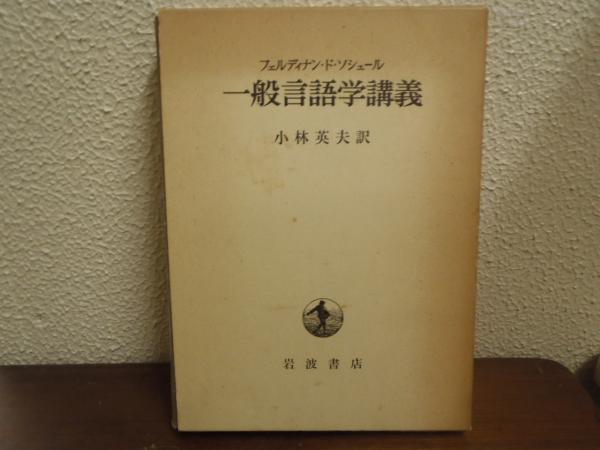 フェルディナン・ド・ソシュール
一般言語学講義
小林英夫訳
岩波書店